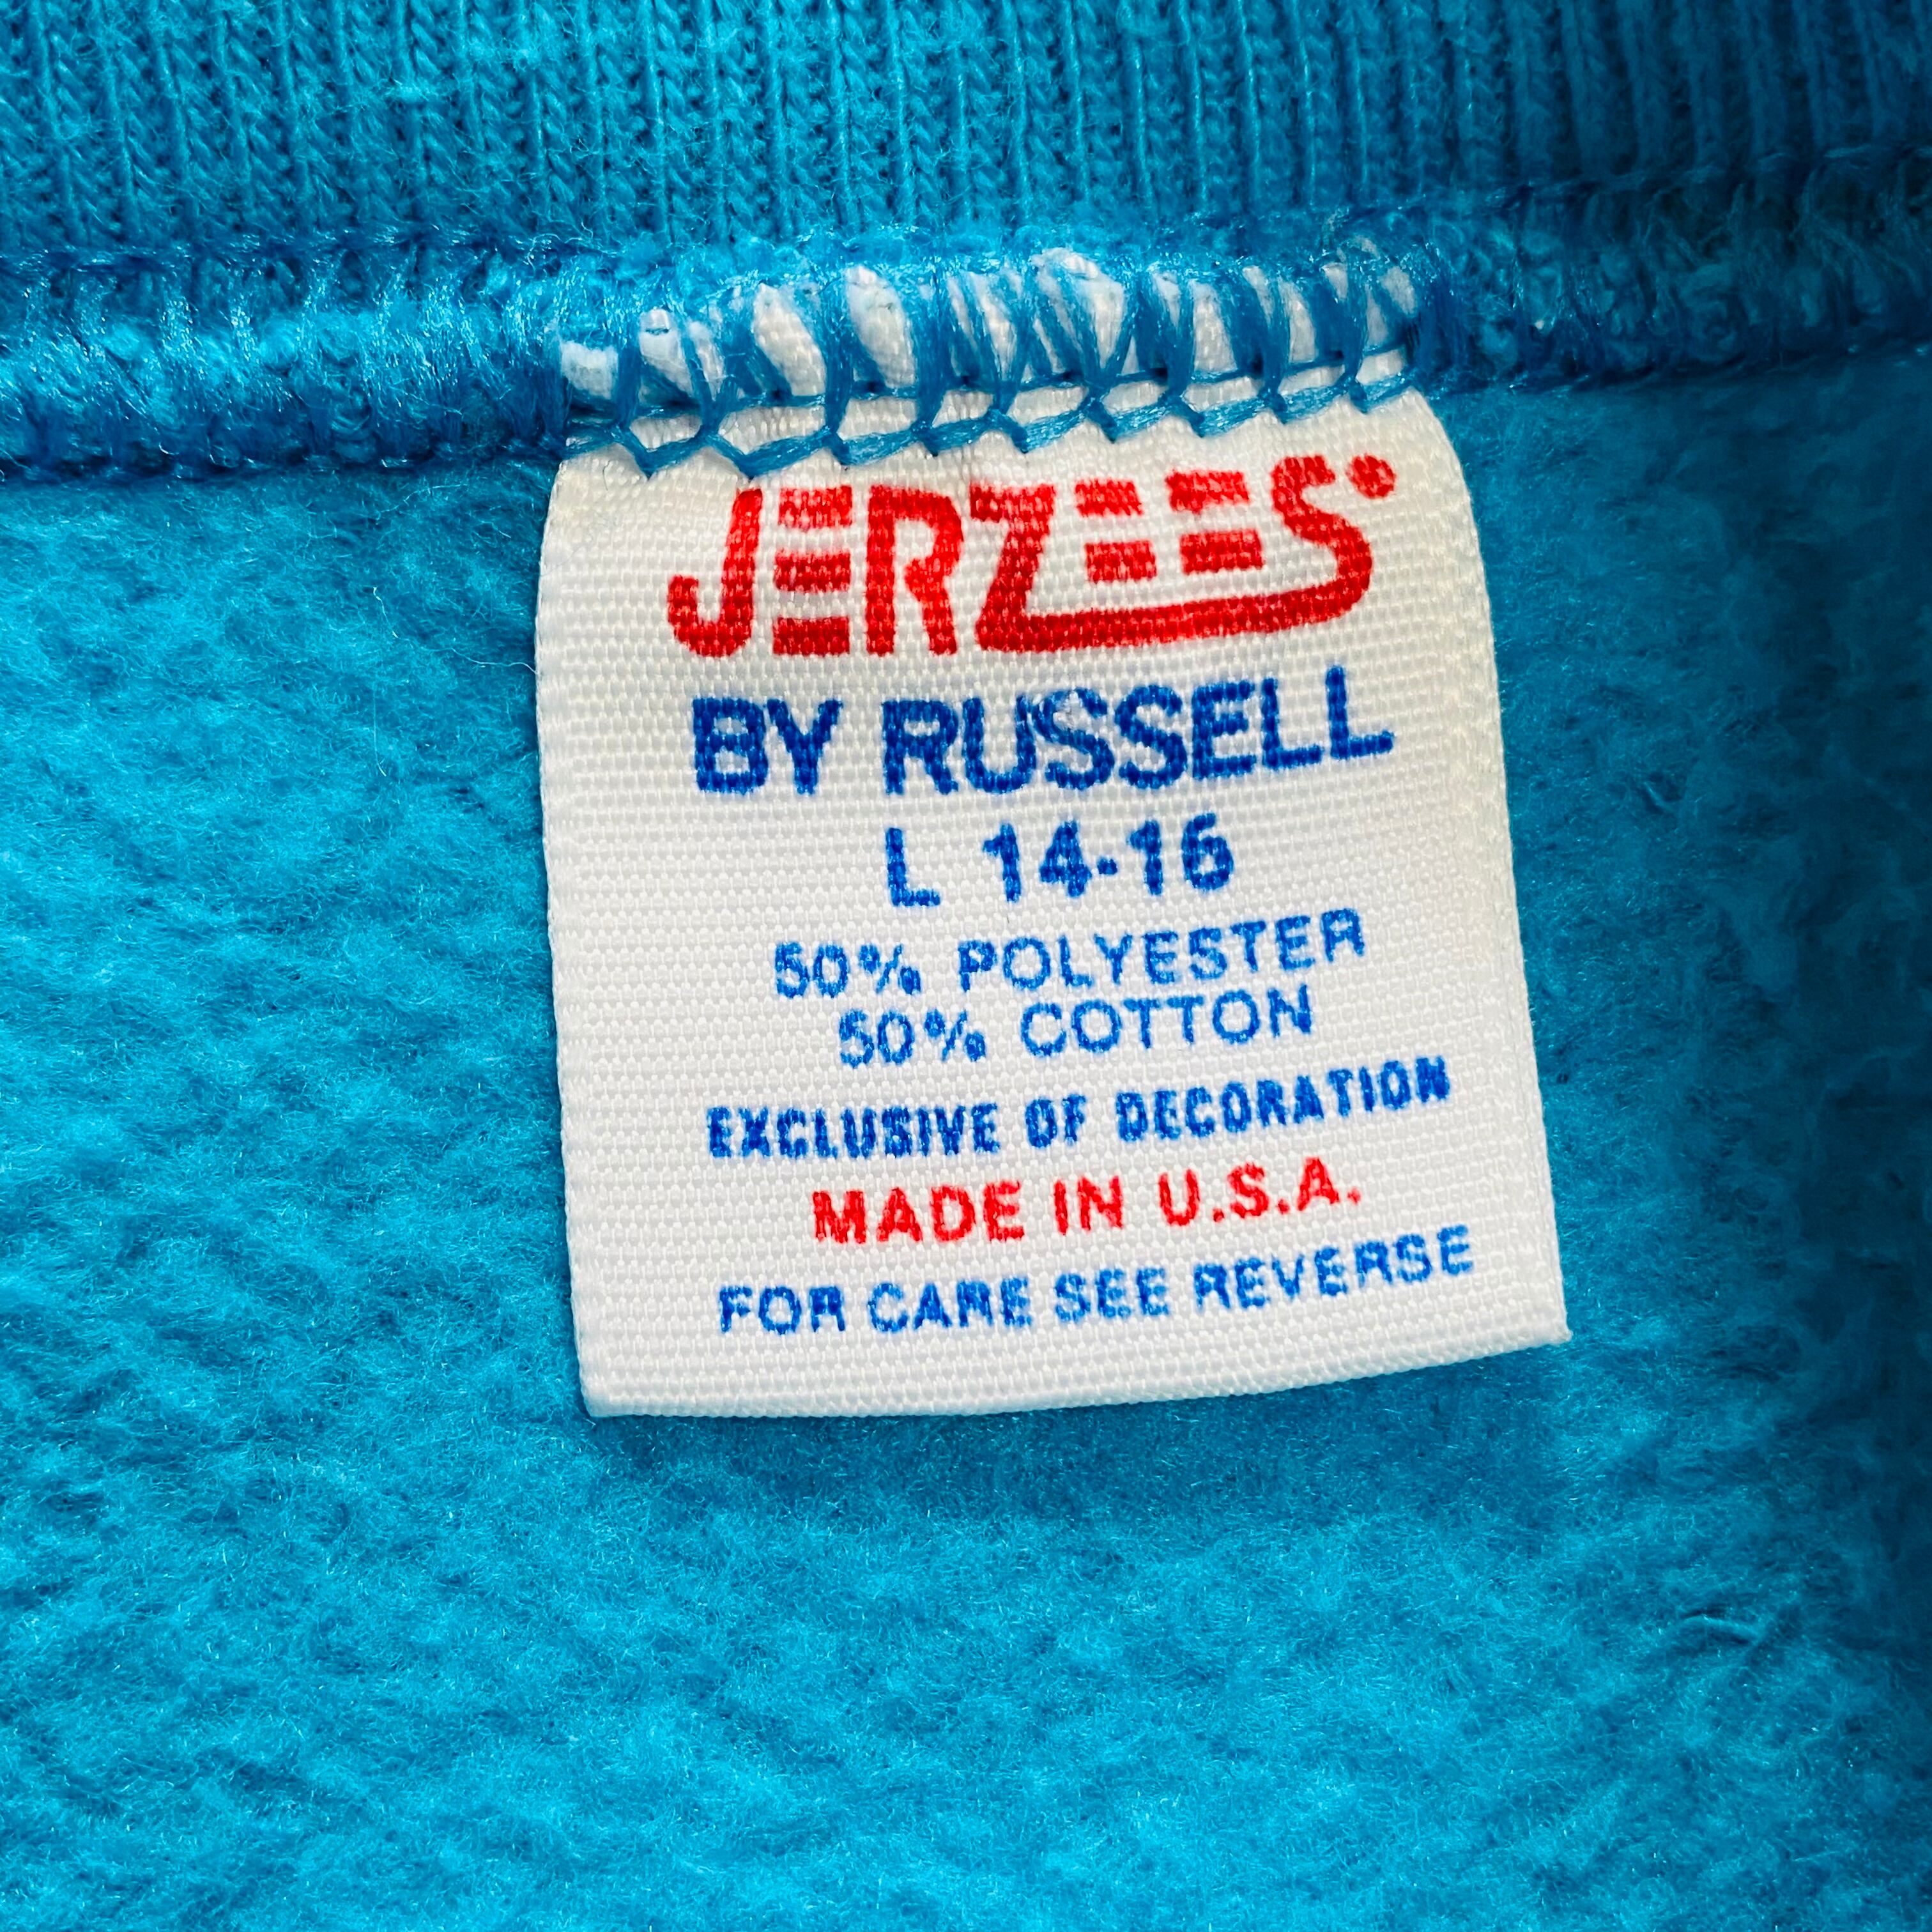 JERZEES®
BY RUSSELL
L 14-16
50% POLYESTER
50% COTTON
EXCLUSIVE OF DECORATION
MADE IN U.S.A.
FOR CARE SEE REVERSE